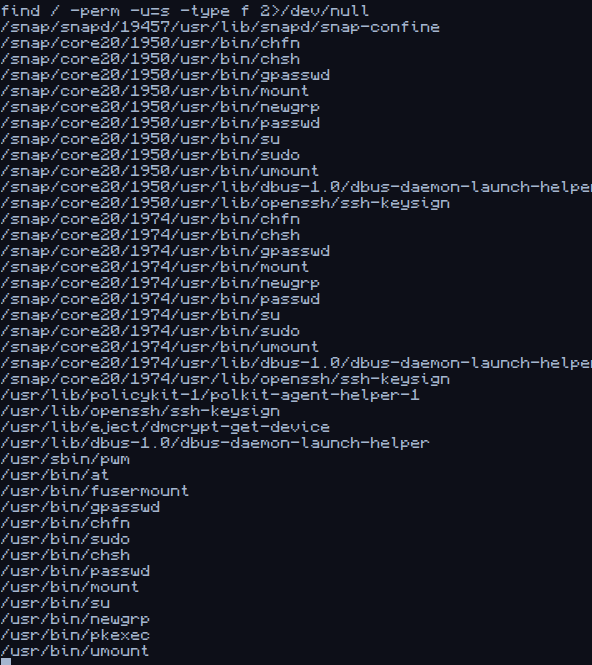 find / -perm -u=s -type f 2>/dev/null
/snap/snapd/19457/usr/lib/snapd/snap-confine
/snap/core20/1950/usr/bin/chfn
/snap/core20/1950/usr/bin/chsh
/snap/core20/1950/usr/bin/gpasswd
/snap/core20/1950/usr/bin/mount
/snap/core20/1950/usr/bin/newgrp
/snap/core20/1950/usr/bin/passwd
/snap/core20/1950/usr/bin/su
/snap/core20/1950/usr/bin/sudo
/snap/core20/1950/usr/bin/umount
/snap/core20/1950/usr/lib/dbus-1.0/dbus-daemon-launch-helper
/snap/core20/1950/usr/lib/openssh/ssh-keysign
/snap/core20/1974/usr/bin/chfn
/snap/core20/1974/usr/bin/chsh
/snap/core20/1974/usr/bin/gpasswd
/snap/core20/1974/usr/bin/mount
/snap/core20/1974/usr/bin/newgrp
/snap/core20/1974/usr/bin/passwd
/snap/core20/1974/usr/bin/su
/snap/core20/1974/usr/bin/sudo
/snap/core20/1974/usr/bin/umount
/snap/core20/1974/usr/lib/dbus-1.0/dbus-daemon-launch-helper
/snap/core20/1974/usr/lib/openssh/ssh-keysign
/usr/lib/policykit-1/polkit-agent-helper-1
/usr/lib/openssh/ssh-keysign
/usr/lib/eject/dmcrypt-get-device
/usr/lib/dbus-1.0/dbus-daemon-launch-helper
/usr/sbin/pwm
/usr/bin/at
/usr/bin/fusermount
/usr/bin/gpasswd
/usr/bin/chfn
/usr/bin/sudo
/usr/bin/chsh
/usr/bin/passwd
/usr/bin/mount
/usr/bin/su
/usr/bin/newgrp
/usr/bin/pkexec
/usr/bin/umount